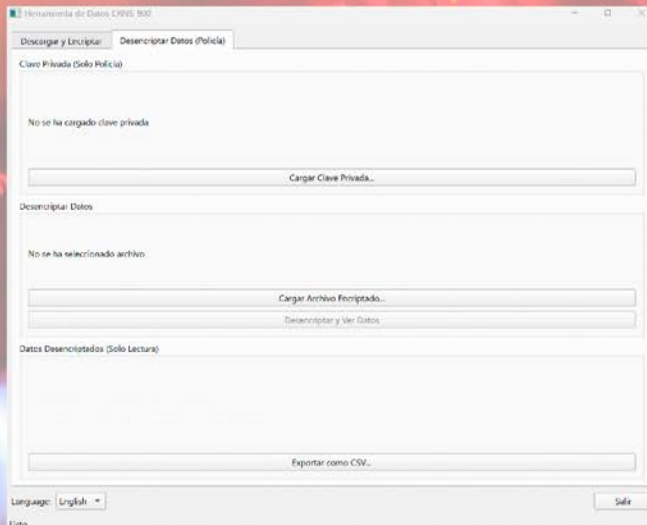 Herramienta de Datos ERNS 900
Descargar y Encriptar Desencriptar Datos (Policía)
Clave Privada (Solo Policía)
No se ha cargado clave privada
Cargar Clave Privada...
Desencriptar Datos
No se ha seleccionado archivo
Cargar Archivo Encriptado...
Desencriptar y Ver Datos
Datos Desencriptados (Solo Lectura)
Exportar como CSV...
Language: English Salir
Listo